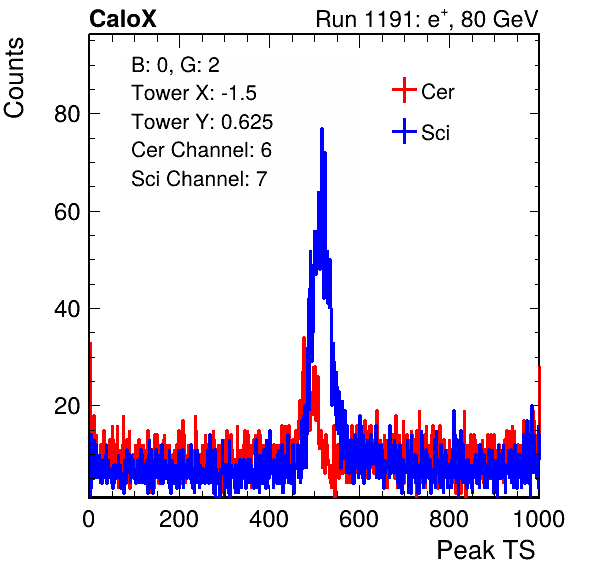 CaloX Run 1191: e⁺, 80 GeV
Counts
B: 0, G: 2
Tower X: -1.5
Tower Y: 0.625
Cer Channel: 6
Sci Channel: 7
Cer
Sci
80
60
40
20
0 200 400 600 800 1000
Peak TS